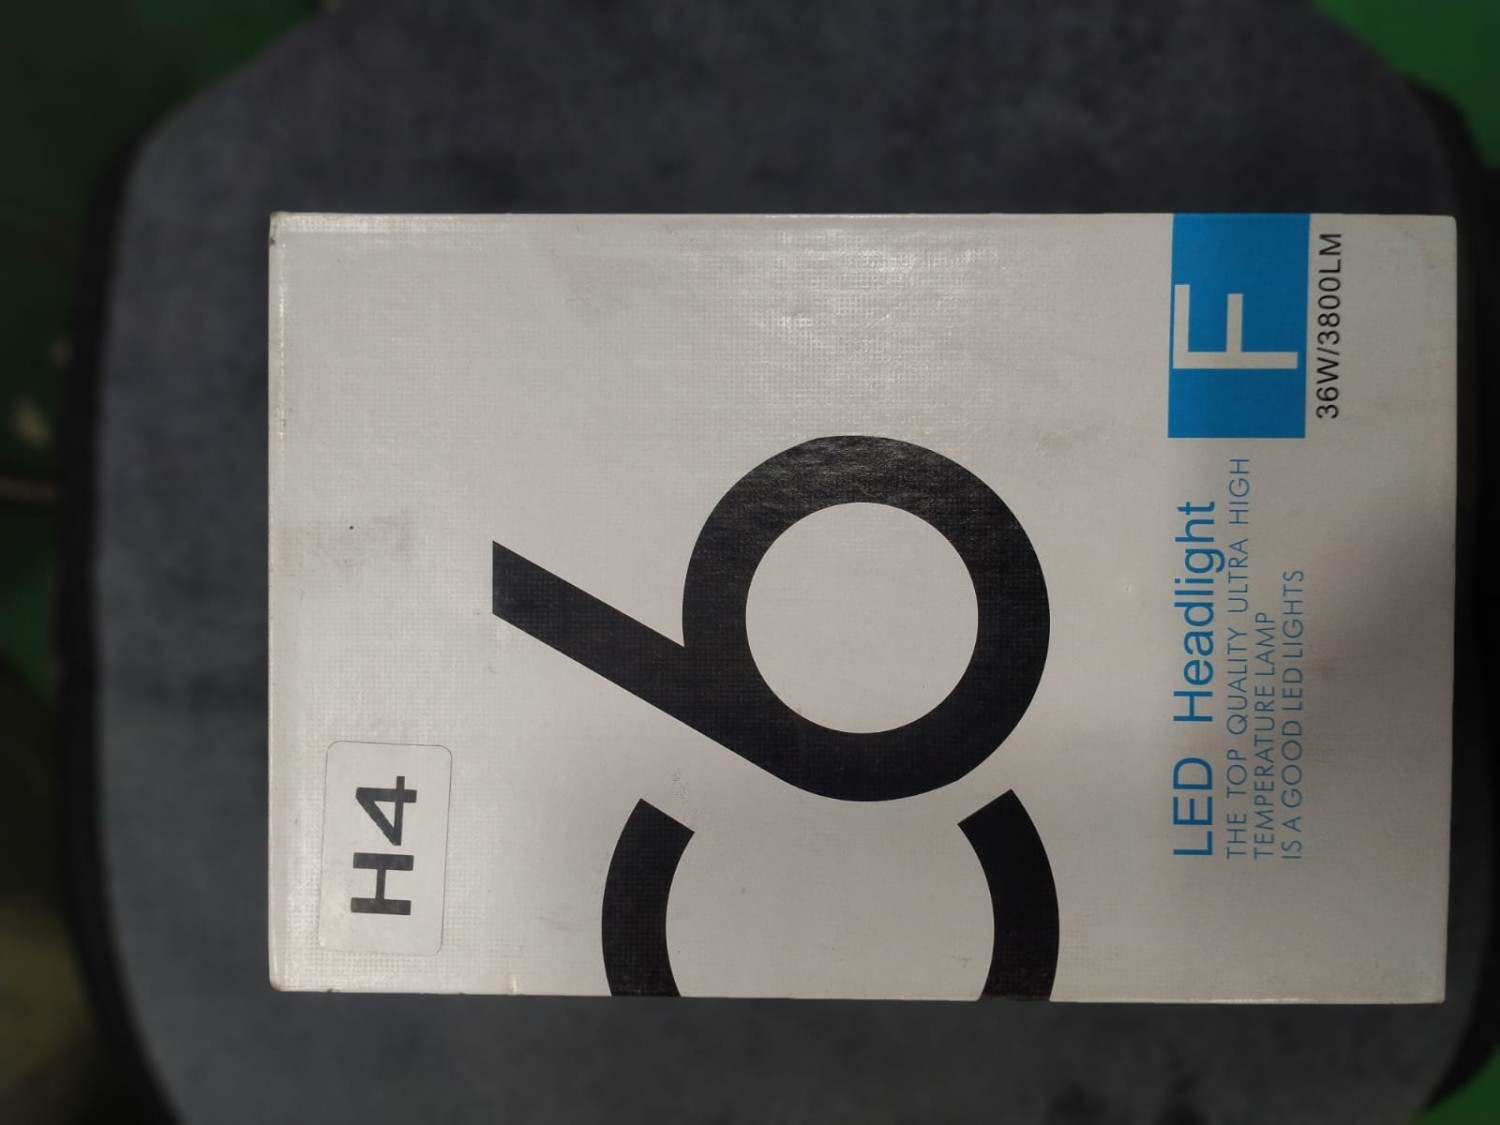 H4
C6
LED Headlight
THE TOP QUALITY ULTRA HIGH
TEMPERATURE LAMP
IS A GOOD LED LIGHTS
F
36W/3800LM